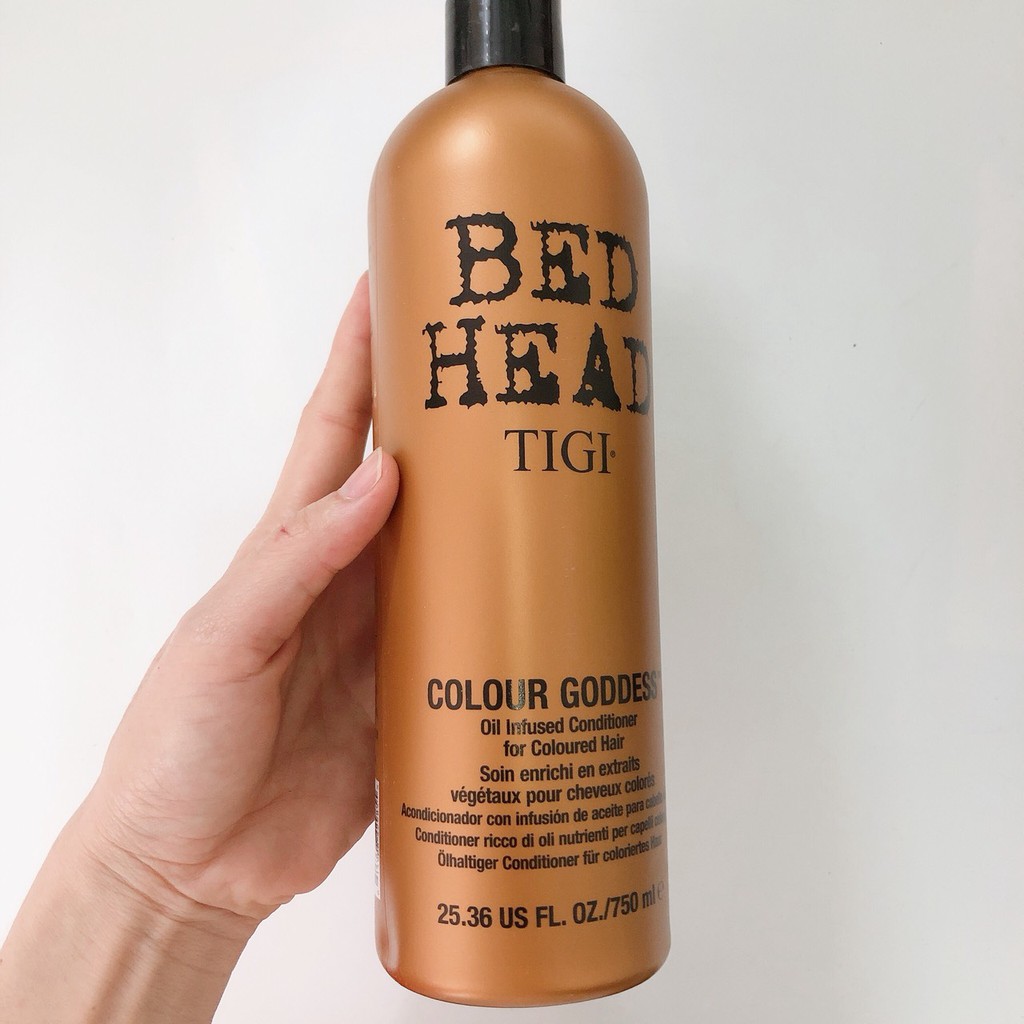 BED
HEAD
TIGI®
COLOUR GODDESS™
Oil Infused Conditioner
for Coloured Hair
Soin enrichi en extraits
végétaux pour cheveux colorés
Acondicionador con infusión de aceite para
Conditioner ricco di oli nutrienti per capelli
Ölhaltiger Conditioner für coloriertes Haar
25.36 US FL. OZ./750 ml e